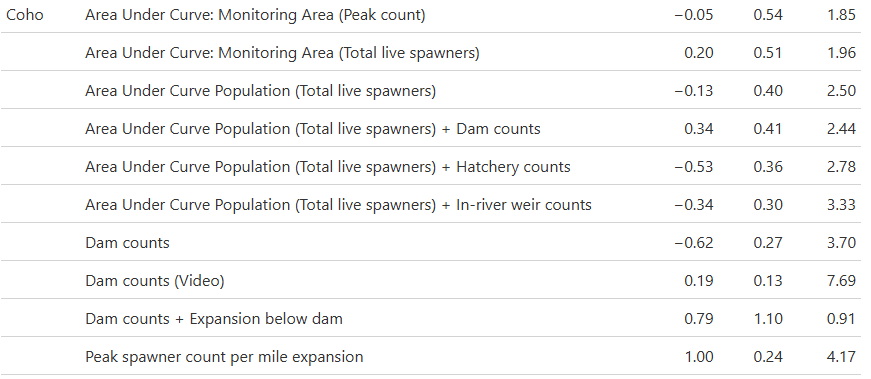 Coho Area Under Curve: Monitoring Area (Peak count) −0.05 0.54 1.85
Area Under Curve: Monitoring Area (Total live spawners) 0.20 0.51 1.96
Area Under Curve Population (Total live spawners) −0.13 0.40 2.50
Area Under Curve Population (Total live spawners) + Dam counts 0.34 0.41 2.44
Area Under Curve Population (Total live spawners) + Hatchery counts −0.53 0.36 2.78
Area Under Curve Population (Total live spawners) + In-river weir counts −0.34 0.30 3.33
Dam counts −0.62 0.27 3.70
Dam counts (Video) 0.19 0.13 7.69
Dam counts + Expansion below dam 0.79 1.10 0.91
Peak spawner count per mile expansion 1.00 0.24 4.17